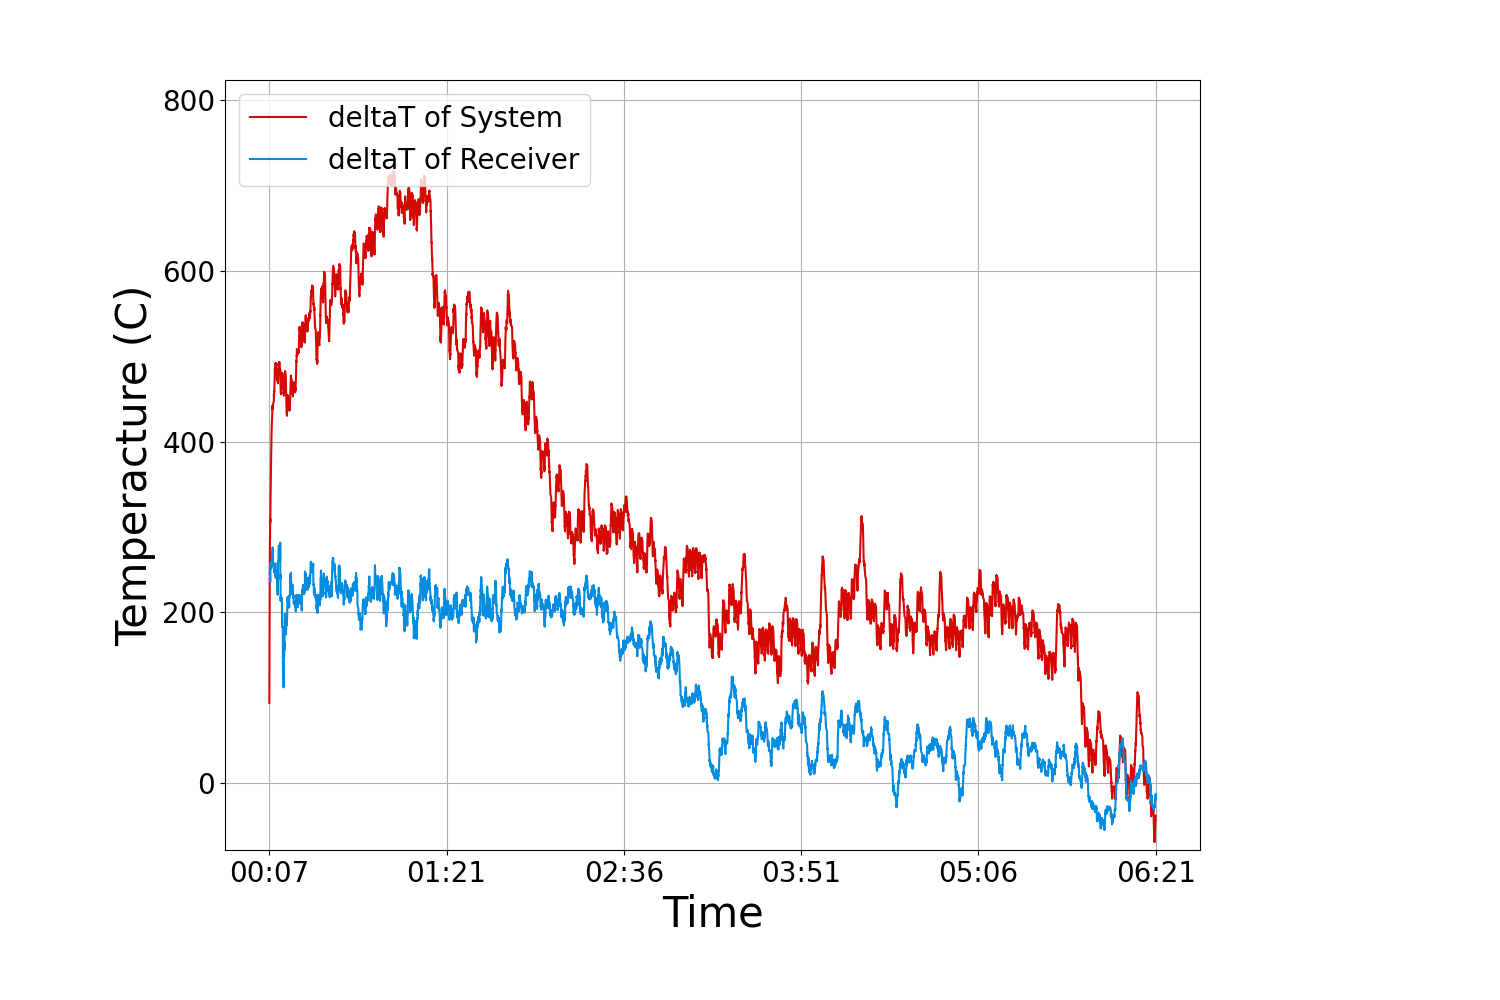 800
600
400
200
0
Temperacture (C)
deltaT of System
deltaT of Receiver
00:07 01:21 02:36 03:51 05:06 06:21
Time